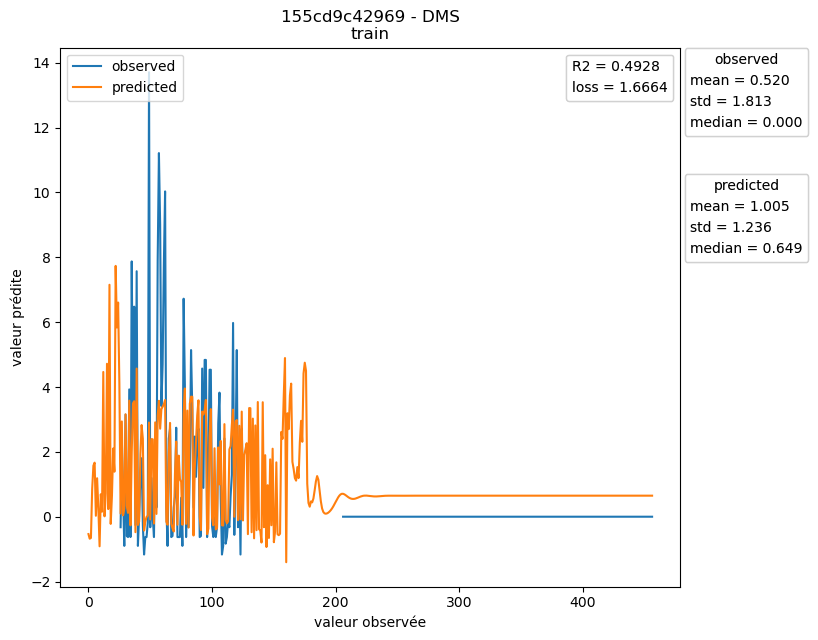 155cd9c42969 - DMS
train
observed
predicted
R2 = 0.4928
loss = 1.6664
observed
mean = 0.520
std = 1.813
median = 0.000
predicted
mean = 1.005
std = 1.236
median = 0.649
14
12
10
8
6
4
2
0
−2
valeur prédite
0
100
200
300
400
valeur observée